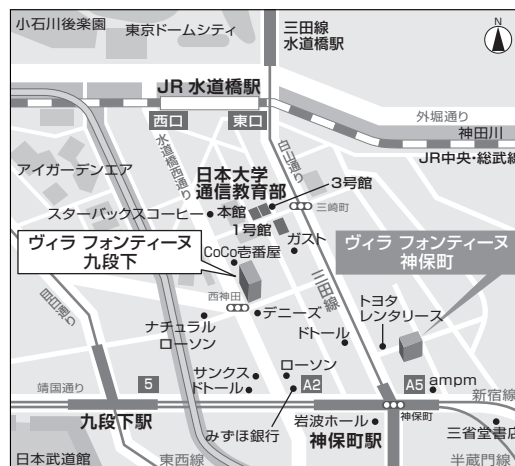 小石川後楽園
東京ドームシティ
三田線
水道橋駅
N
JR 水道橋駅
西口
東口
外堀通り
神田川
JR中央・総武線
水道橋西通り
白山通り
アイガーデンエア
日本大学
通信教育部
3号館
スターバックスコーヒー
本館
三崎町
1号館
ヴィラ フォンティーヌ
九段下
CoCo壱番屋
ガスト
ヴィラ フォンティーヌ
神保町
目白通り
西神田
三田線
デニーズ
トヨタ
レンタリース
ナチュラル
ローソン
ドトール
サンクス
ローソン
ドトール
靖国通り
5
A2
A5
ampm
新宿線
九段下駅
みずほ銀行
岩波ホール
神保町
神保町駅
三省堂書店
日本武道館
東西線
半蔵門線